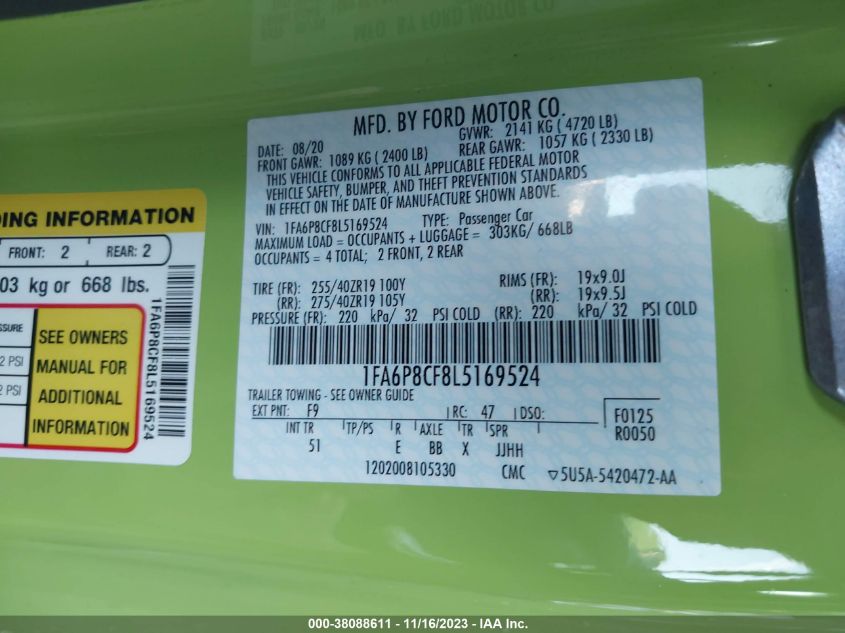 MFD. BY FORD MOTOR CO.
DATE: 08/20 GVWR: 2141 KG ( 4720 LB)
FRONT GAWR: 1089 KG ( 2400 LB) REAR GAWR: 1057 KG ( 2330 LB)
THIS VEHICLE CONFORMS TO ALL APPLICABLE FEDERAL MOTOR
VEHICLE SAFETY, BUMPER, AND THEFT PREVENTION STANDARDS
IN EFFECT ON THE DATE OF MANUFACTURE SHOWN ABOVE.
VIN: 1FA6P8CF8L5169524 TYPE: Passenger Car
MAXIMUM LOAD = OCCUPANTS + LUGGAGE = 303KG/ 668LB
OCCUPANTS = 4 TOTAL; 2 FRONT, 2 REAR
TIRE (FR): 255/40ZR19 100Y RIMS (FR): 19x9.0J
(RR): 275/40ZR19 105Y (RR): 19x9.5J
PRESSURE (FR): 220 kPa/ 32 PSI COLD (RR): 220 kPa/ 32 PSI COLD
1FA6P8CF8L5169524
TRAILER TOWING - SEE OWNER GUIDE
EXT PNT: F9 RC: 47 DSO: F0125
R0050
INT TR TP/PS R AXLE TR SPR
51 E BB X JJHH
1202008105330 CMC ▽5U5A-5420472-AA
DING INFORMATION
FRONT: 2 REAR: 2
03 kg or 668 lbs.
SSURE
2 PSI
2 PSI
SEE OWNERS
MANUAL FOR
ADDITIONAL
INFORMATION
1FA6P8CF8L5169524
000-38088611 - 11/16/2023 - IAA Inc.